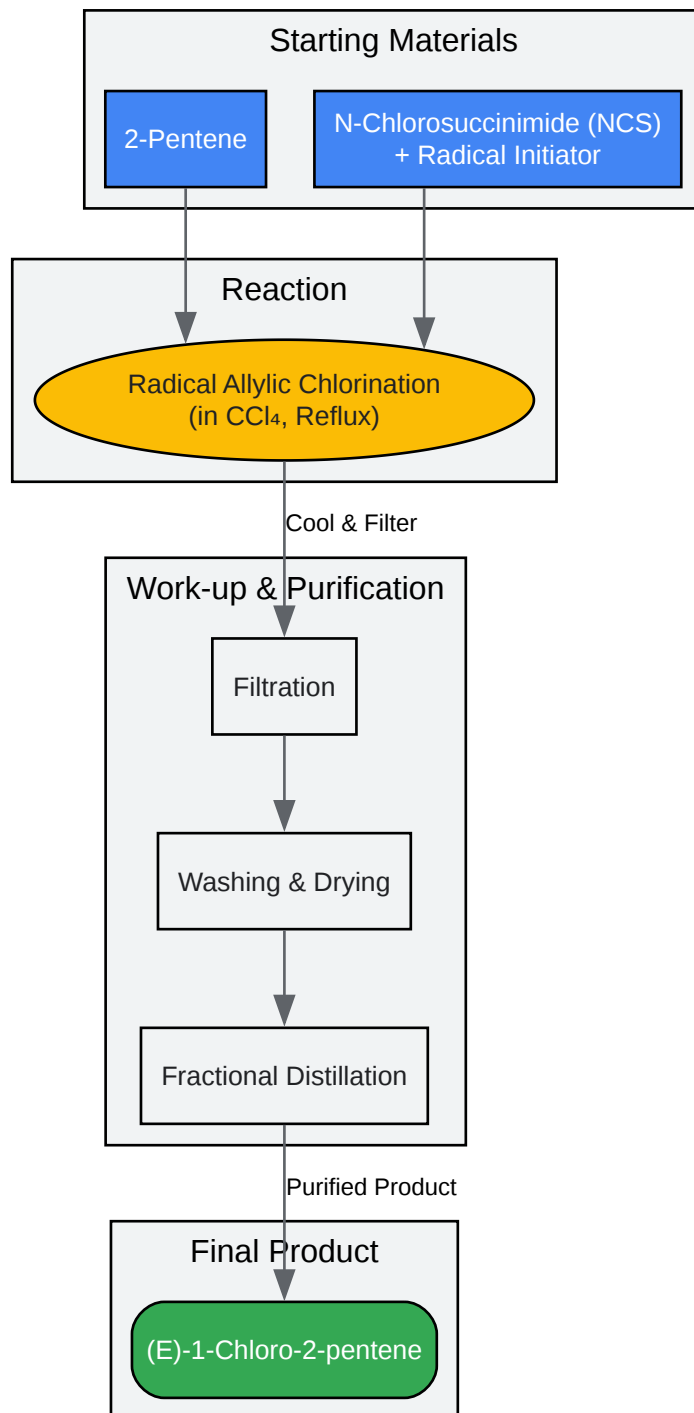 Starting Materials
2-Pentene
N-Chlorosuccinimide (NCS)
+ Radical Initiator
Reaction
Radical Allylic Chlorination
(in CCl₄, Reflux)
Cool & Filter
Work-up & Purification
Filtration
Washing & Drying
Fractional Distillation
Purified Product
Final Product
(E)-1-Chloro-2-pentene